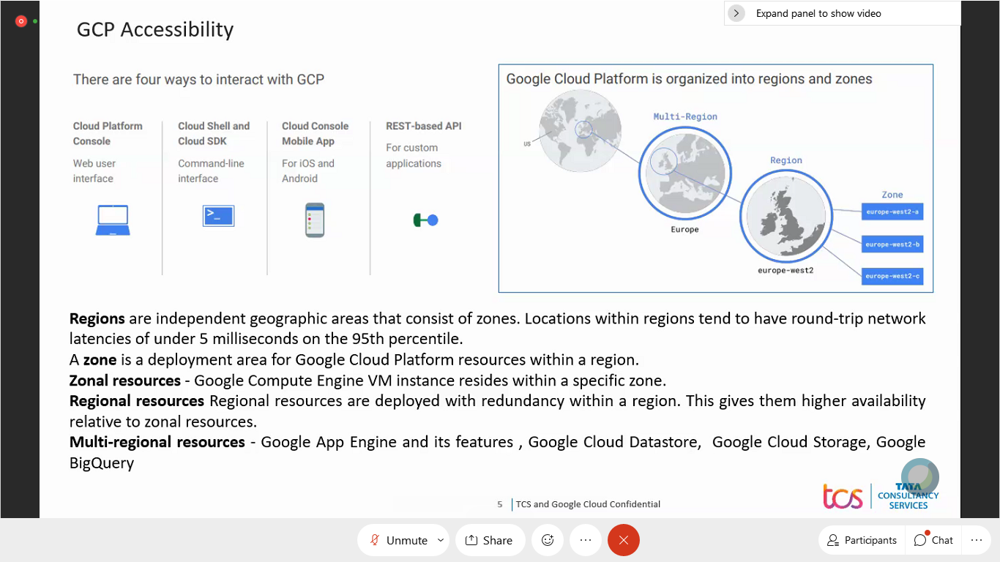 Expand panel to show video
GCP Accessibility
There are four ways to interact with GCP
Cloud Platform
Console
Web user
interface
Cloud Shell and
Cloud SDK
Command-line
interface
>_
Cloud Console
Mobile App
For iOS and
Android
REST-based API
For custom
applications
Google Cloud Platform is organized into regions and zones
US
Multi-Region
Europe
Region
europe-west2
Zone
europe-west2-a
europe-west2-b
europe-west2-c
Regions are independent geographic areas that consist of zones. Locations within regions tend to have round-trip network
latencies of under 5 milliseconds on the 95th percentile.
A zone is a deployment area for Google Cloud Platform resources within a region.
Zonal resources - Google Compute Engine VM instance resides within a specific zone.
Regional resources Regional resources are deployed with redundancy within a region. This gives them higher availability
relative to zonal resources.
Multi-regional resources - Google App Engine and its features , Google Cloud Datastore, Google Cloud Storage, Google
BigQuery
5 | TCS and Google Cloud Confidential
tcs
TATA
CONSULTANCY
SERVICES
Unmute
Share
Participants
Chat